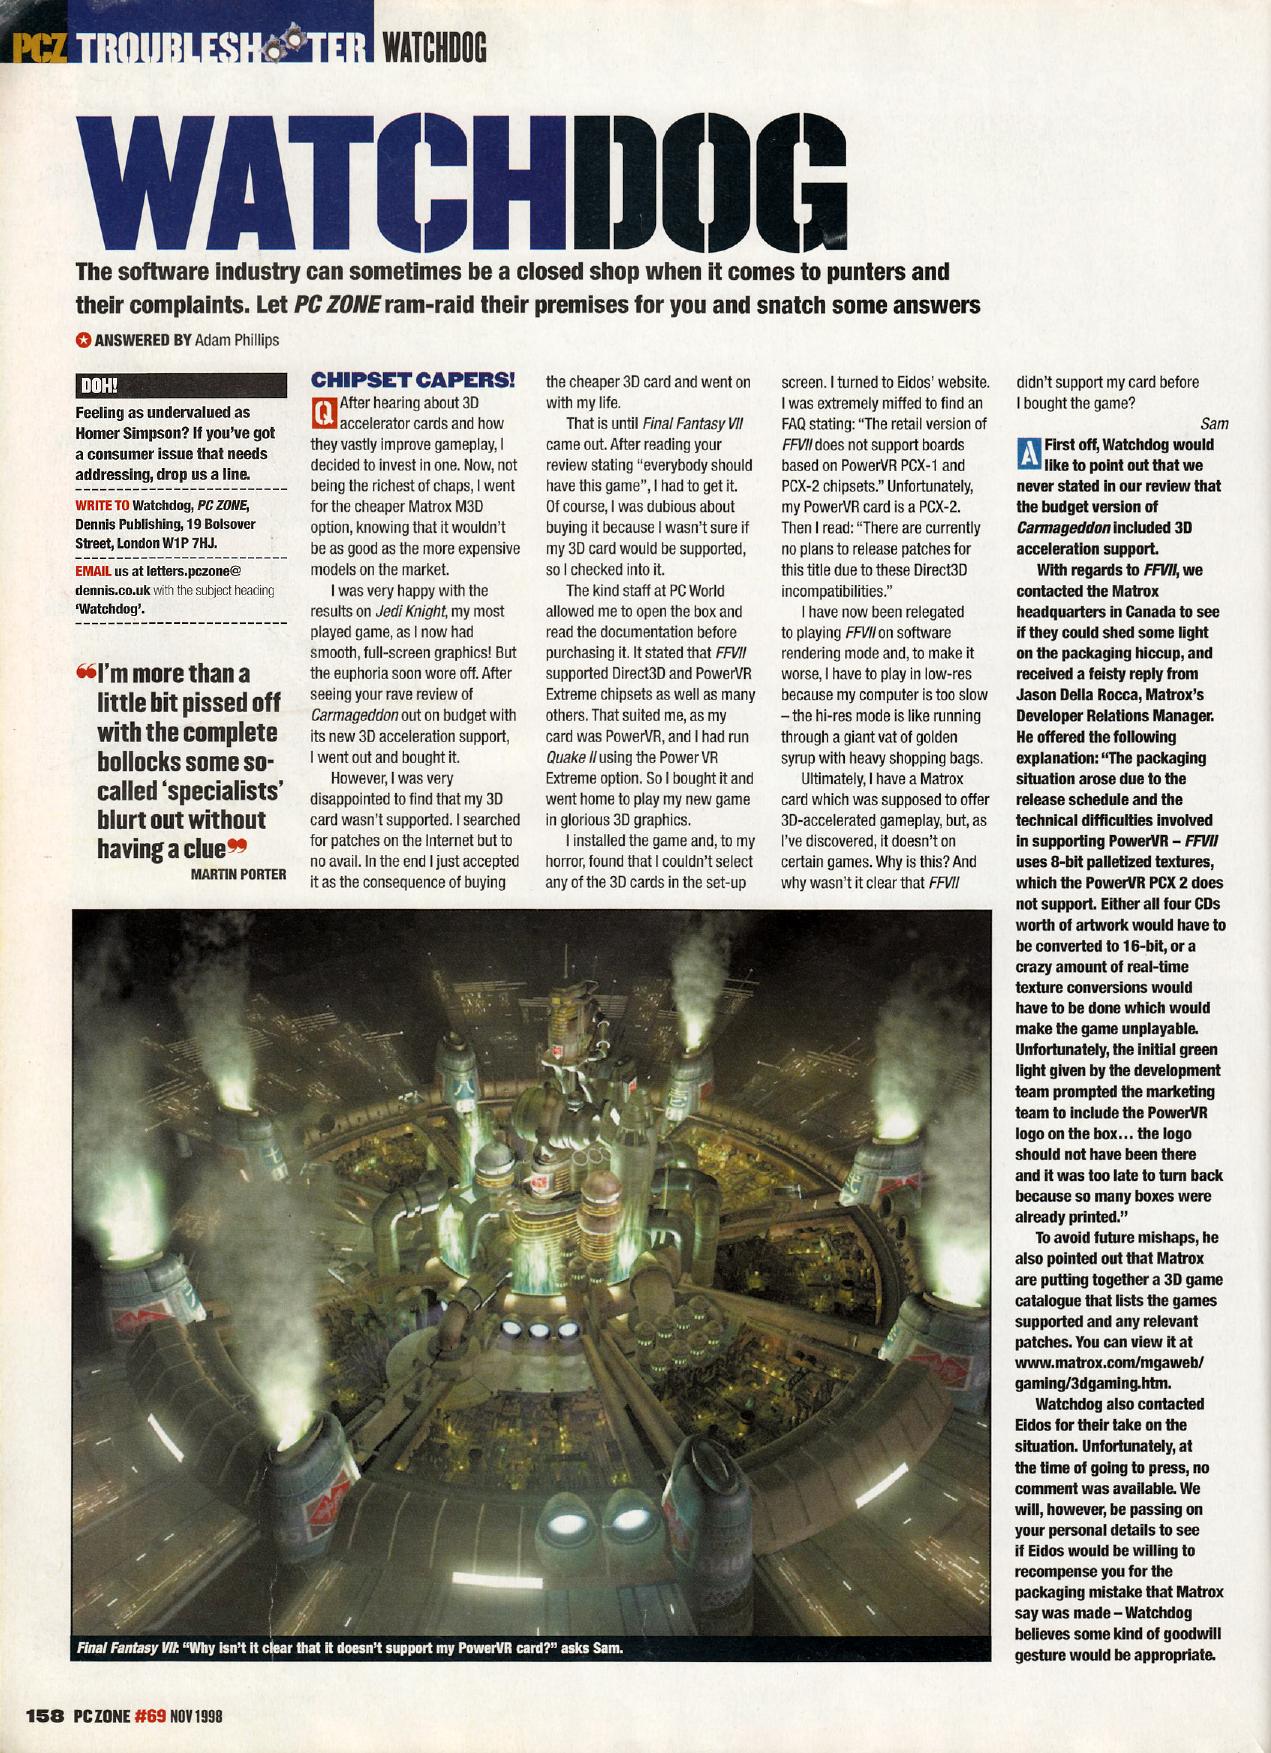 PCZ TROUBLESHOOTER WATCHDOG
WATCHDOG
The software industry can sometimes be a closed shop when it comes to punters and
their complaints. Let PC ZONE ram-raid their premises for you and snatch some answers
ANSWERED BY Adam Phillips
DOH!
Feeling as undervalued as
Homer Simpson? If you've got
a consumer issue that needs
addressing, drop us a line.
WRITE TO Watchdog, PC ZONE,
Dennis Publishing, 19 Bolsover
Street, London W1P 7HJ.
EMAIL us at letters.pczone@
dennis.co.uk with the subject heading
'Watchdog'.
“I'm more than a
little bit pissed off
with the complete
bollocks some so-
called 'specialists'
blurt out without
having a clue”
MARTIN PORTER
CHIPSET CAPERS!
Q After hearing about 3D
accelerator cards and how
they vastly improve gameplay, I
decided to invest in one. Now, not
being the richest of chaps, I went
for the cheaper Matrox M3D
option, knowing that it wouldn't
be as good as the more expensive
models on the market.
I was very happy with the
results on Jedi Knight, my most
played game, as I now had
smooth, full-screen graphics! But
the euphoria soon wore off. After
seeing your rave review of
Carmageddon out on budget with
its new 3D acceleration support,
I went out and bought it.
However, I was very
disappointed to find that my 3D
card wasn't supported. I searched
for patches on the Internet but to
no avail. In the end I just accepted
it as the consequence of buying
the cheaper 3D card and went on
with my life.
That is until Final Fantasy VII
came out. After reading your
review stating “everybody should
have this game”, I had to get it.
Of course, I was dubious about
buying it because I wasn't sure if
my 3D card would be supported,
so I checked into it.
The kind staff at PC World
allowed me to open the box and
read the documentation before
purchasing it. It stated that FFVII
supported Direct3D and PowerVR
Extreme chipsets as well as many
others. That suited me, as my
card was PowerVR, and I had run
Quake II using the Power VR
Extreme option. So I bought it and
went home to play my new game
in glorious 3D graphics.
I installed the game and, to my
horror, found that I couldn't select
any of the 3D cards in the set-up
screen. I turned to Eidos' website.
I was extremely miffed to find an
FAQ stating: “The retail version of
FFVII does not support boards
based on PowerVR PCX-1 and
PCX-2 chipsets.” Unfortunately,
my PowerVR card is a PCX-2.
Then I read: “There are currently
no plans to release patches for
this title due to these Direct3D
incompatibilities.”
I have now been relegated
to playing FFVII on software
rendering mode and, to make it
worse, I have to play in low-res
because my computer is too slow
– the hi-res mode is like running
through a giant vat of golden
syrup with heavy shopping bags.
Ultimately, I have a Matrox
card which was supposed to offer
3D-accelerated gameplay, but, as
I've discovered, it doesn't on
certain games. Why is this? And
why wasn't it clear that FFVII
didn't support my card before
I bought the game?
Sam
A First off, Watchdog would
like to point out that we
never stated in our review that
the budget version of
Carmageddon included 3D
acceleration support.
With regards to FFVII, we
contacted the Matrox
headquarters in Canada to see
if they could shed some light
on the packaging hiccup, and
received a feisty reply from
Jason Della Rocca, Matrox's
Developer Relations Manager.
He offered the following
explanation: “The packaging
situation arose due to the
release schedule and the
technical difficulties involved
in supporting PowerVR – FFVII
uses 8-bit palletized textures,
which the PowerVR PCX 2 does
not support. Either all four CDs
worth of artwork would have to
be converted to 16-bit, or a
crazy amount of real-time
texture conversions would
have to be done which would
make the game unplayable.
Unfortunately, the initial green
light given by the development
team prompted the marketing
team to include the PowerVR
logo on the box... the logo
should not have been there
and it was too late to turn back
because so many boxes were
already printed.”
To avoid future mishaps, he
also pointed out that Matrox
are putting together a 3D game
catalogue that lists the games
supported and any relevant
patches. You can view it at
www.matrox.com/mgaweb/
gaming/3dgaming.htm.
Watchdog also contacted
Eidos for their take on the
situation. Unfortunately, at
the time of going to press, no
comment was available. We
will, however, be passing on
your personal details to see
if Eidos would be willing to
recompense you for the
packaging mistake that Matrox
say was made – Watchdog
believes some kind of goodwill
gesture would be appropriate.
Final Fantasy VII: “Why isn't it clear that it doesn't support my PowerVR card?” asks Sam.
158 PC ZONE #69 NOV 1998